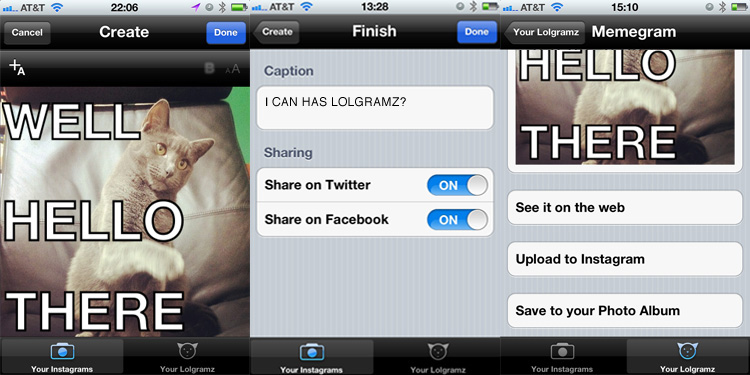 AT&T 22:06
Cancel Create Done
+A B AA
WELL
HELLO
THERE
Your Instagrams Your Lolgramz
AT&T 13:28
Create Finish Done
Caption
I CAN HAS LOLGRAMZ?
Sharing
Share on Twitter ON
Share on Facebook ON
Your Instagrams Your Lolgramz
AT&T 15:10
Your Lolgramz Memegram
HELLO
THERE
See it on the web
Upload to Instagram
Save to your Photo Album
Your Instagrams Your Lolgramz